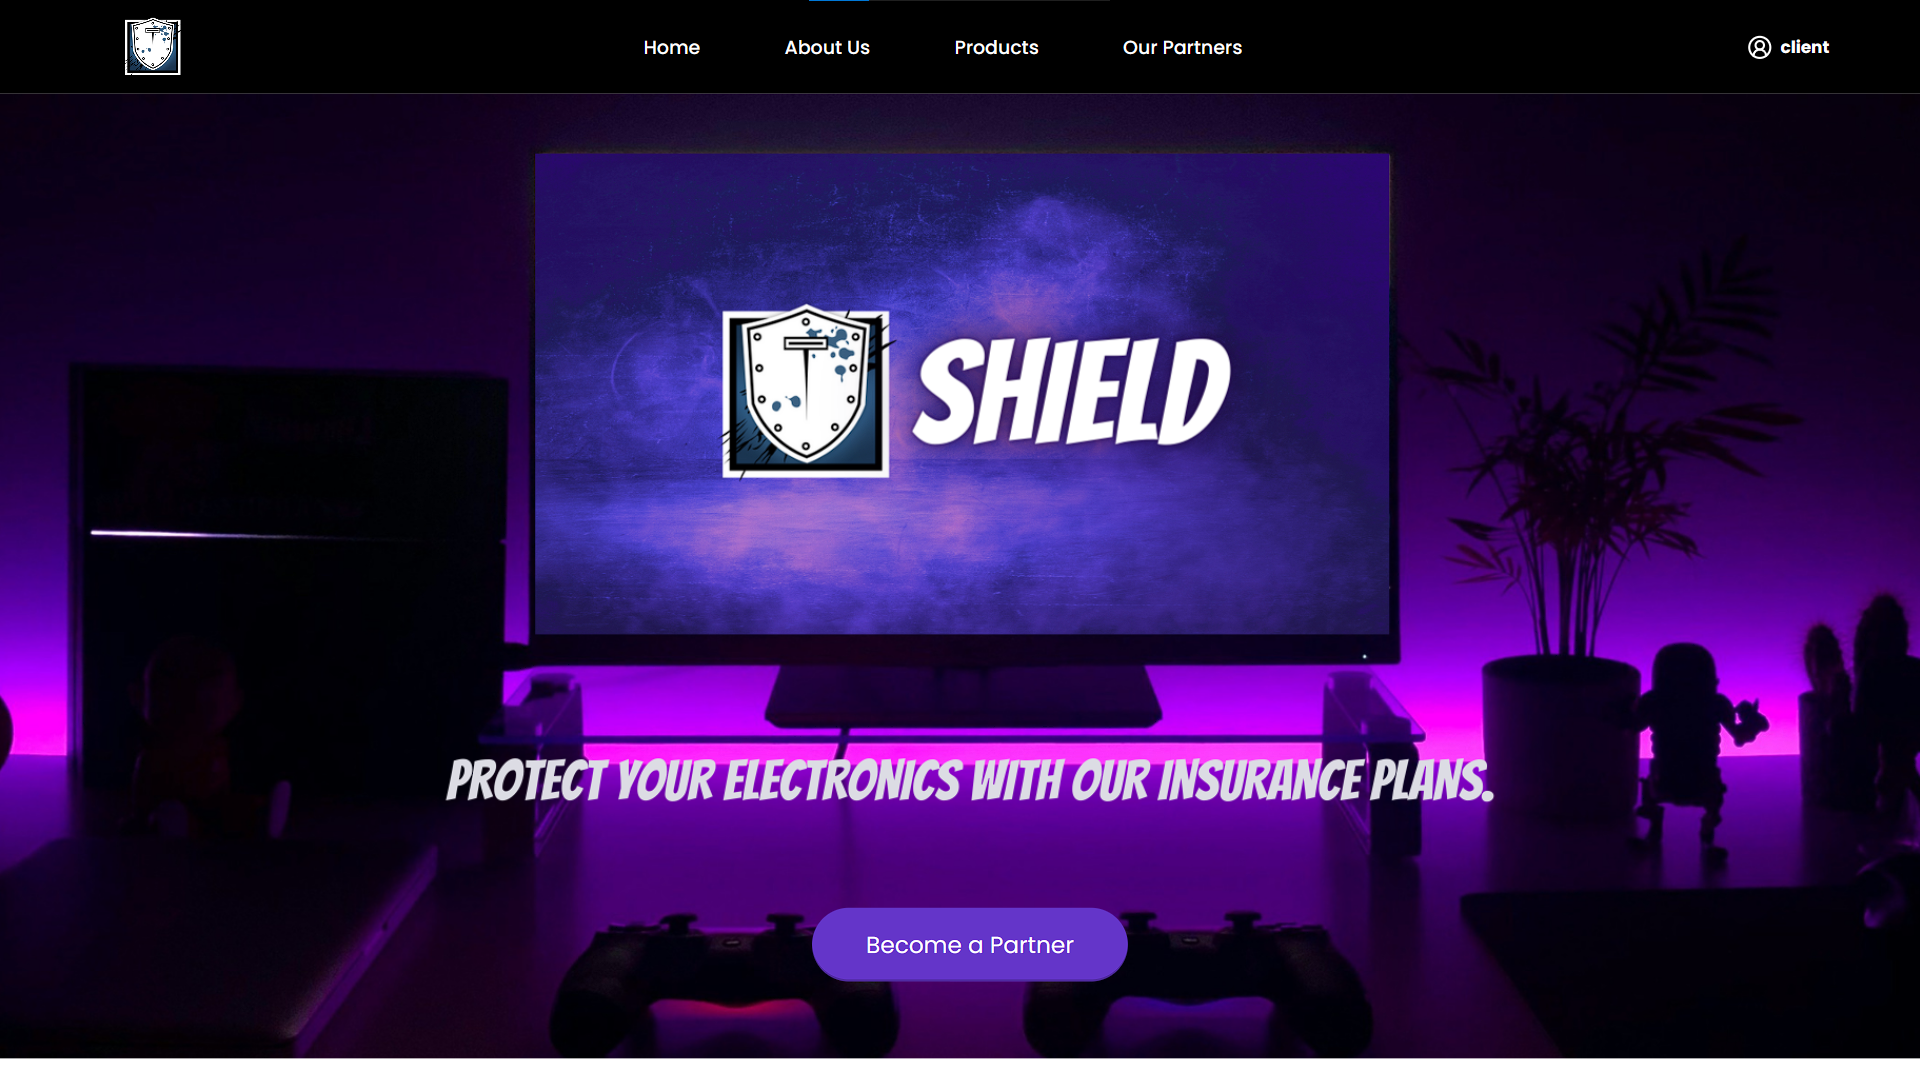 Home
About Us
Products
Our Partners
client
SHIELD
PROTECT YOUR ELECTRONICS WITH OUR INSURANCE PLANS.
Become a Partner